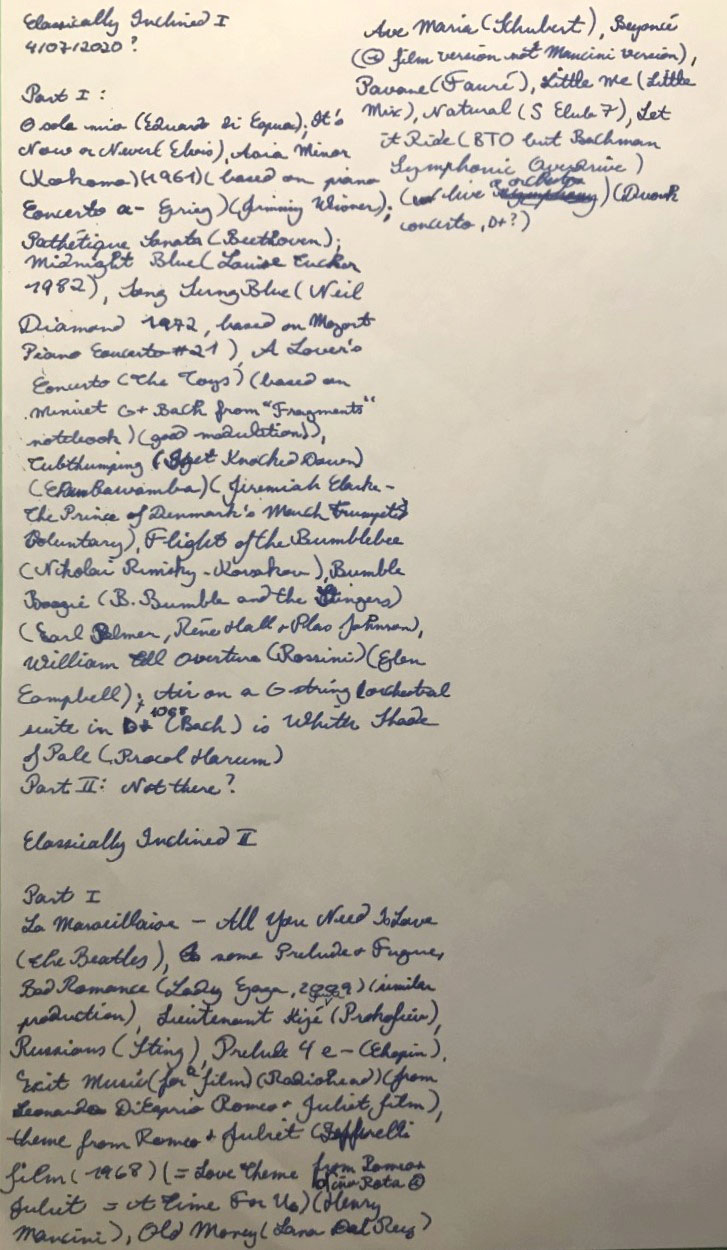 Classically Inclined I
4/07/2020?
Part I:
O sole mio (Eduardo di Capua), It's
Now or Never (Elvis), Asia Minor
(Kokomo)(1961)(based on piano
Concerto a- Grieg)(Jimmy Wisner);
Pathétique Sonata (Beethoven);
Midnight Blue (Louise Tucker
1982), Song Sung Blue (Neil
Diamond 1972, based on Mozart
Piano Concerto #21), A Lover's
Concerto (The Toys) (based on
Minuet G+ Bach from "Fragments"
notebook) (good modulation!),
Tubthumping (I get Knocked Down)
(Chumbawamba) (Jeremiah Clarke -
The Prince of Denmark's March Trumpet
Voluntary), Flight of the Bumblebee
(Nikolai Rimsky-Korsakov), Bumble
Boogie (B. Bumble and the Stingers)
(Earl Palmer, Réne Hall + Plas Johnson),
William Tell Overture (Rossini) (Glen
Campbell); Air on a G string (orchestral
suite in D+ 1068 (Bach) is Whiter Shade
of Pale (Procol Harum)
Part II: Not there?
Classically Inclined II
Part I
La Marseillaise - All You Need Is Love
(the Beatles), some Prelude + Fugue,
Bad Romance (Lady Gaga, 2009) (similar
production), Lieutenant Kijé (Prokofiev),
Russians (Sting), Prelude 4 e- (Chopin),
Exit Music (for a film) (Radiohead) (from
Leonardo DiCaprio Romeo + Juliet film),
theme from Romeo + Juliet (Zeffirelli
film (1968) (= Love Theme from Romeo +
Nino Rota @
Juliet = A Time For Us) (Henry
Mancini), Old Money (Lana Del Rey)
Ave Maria (Schubert), Beyoncé
(@ film version not Mancini version),
Pavane (Fauré), Little Me (Little
Mix), Natural (S Club 7), Let
it Ride (BTO but Bachman
Symphonic Overdrive)
(w live orchestra) (Dvorak
concerto, D+?)